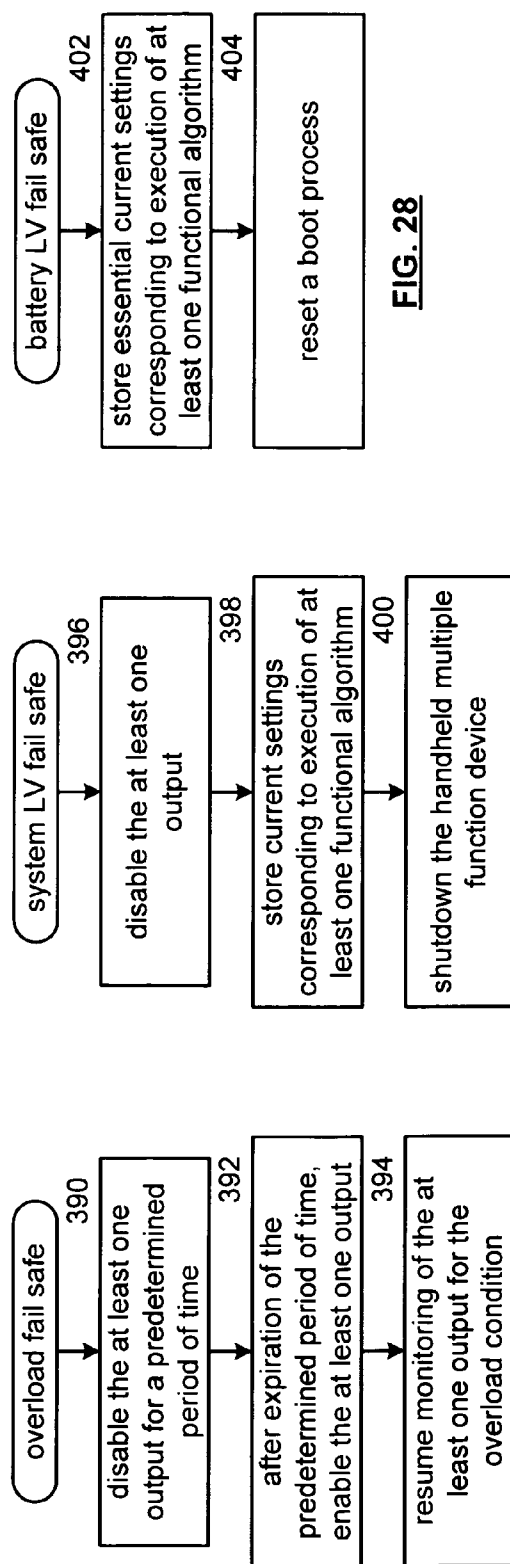 overload fail safe
390
disable the at least one
output for a predetermined
period of time
392
after expiration of the
predetermined period of time,
enable the at least one output
394
resume monitoring of the at
least one output for the
overload condition
system LV fail safe
396
disable the at least one
output
398
store current settings
corresponding to execution of at
least one functional algorithm
400
shutdown the handheld multiple
function device
battery LV fail safe
402
store essential current settings
corresponding to execution of at
least one functional algorithm
404
reset a boot process
FIG. 28